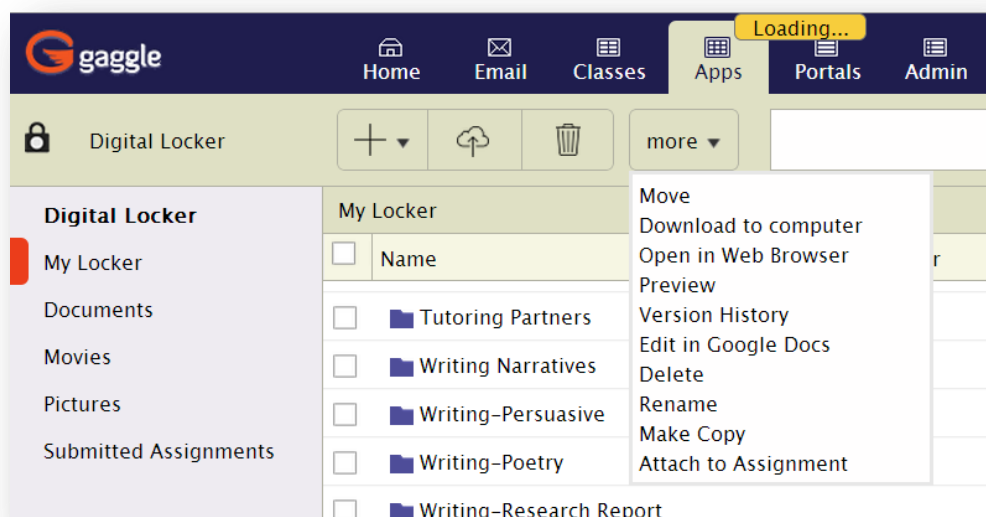 gaggle
Loading...
Home Email Classes Apps Portals Admin
Digital Locker
more
Digital Locker
My Locker
Documents
Movies
Pictures
Submitted Assignments
My Locker
Name
r
Tutoring Partners
Writing Narratives
Writing-Persuasive
Writing-Poetry
Writing-Research Report
Move
Download to computer
Open in Web Browser
Preview
Version History
Edit in Google Docs
Delete
Rename
Make Copy
Attach to Assignment